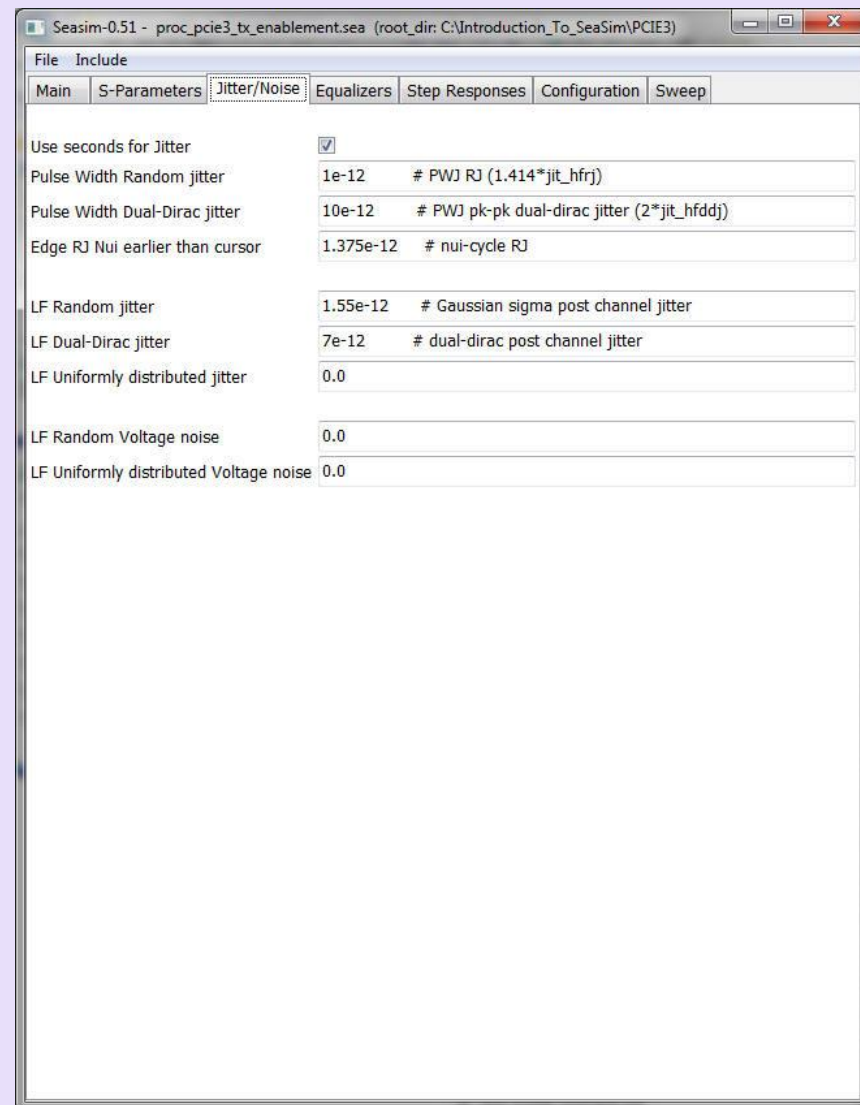 Seasim-0.51 - proc_pcie3_tx_enablement.sea (root_dir: C:\Introduction_To_SeaSim\PCIE3)
File Include
Main S-Parameters Jitter/Noise Equalizers Step Responses Configuration Sweep
Use seconds for Jitter
Pulse Width Random jitter 1e-12 # PWJ RJ (1.414*jit_hfrj)
Pulse Width Dual-Dirac jitter 10e-12 # PWJ pk-pk dual-dirac jitter (2*jit_hfddj)
Edge RJ Nui earlier than cursor 1.375e-12 # nui-cycle RJ
LF Random jitter 1.55e-12 # Gaussian sigma post channel jitter
LF Dual-Dirac jitter 7e-12 # dual-dirac post channel jitter
LF Uniformly distributed jitter 0.0
LF Random Voltage noise 0.0
LF Uniformly distributed Voltage noise 0.0